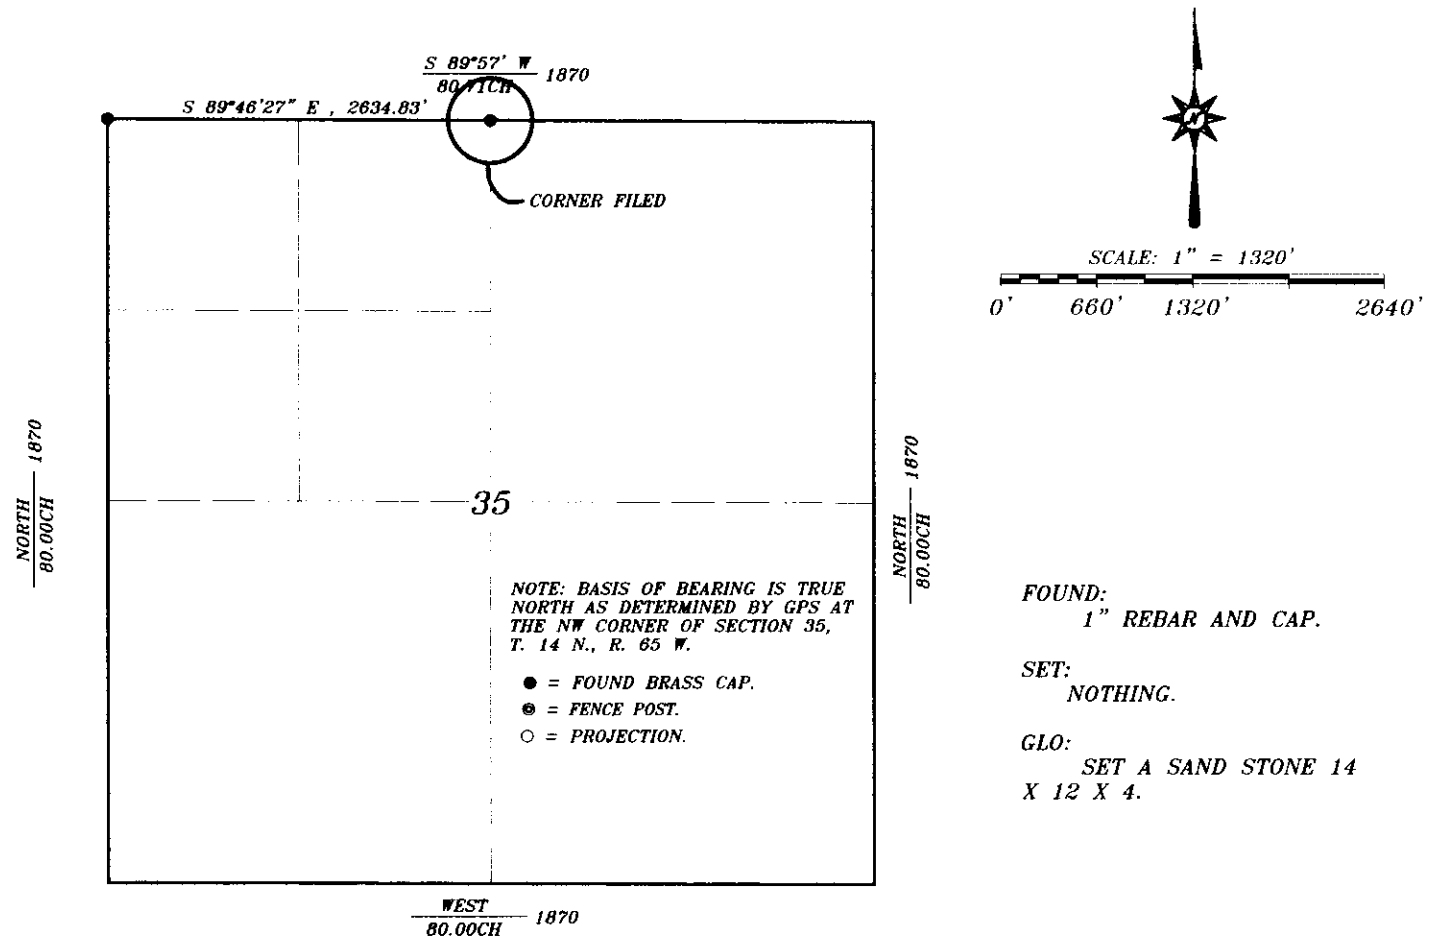 S 89°57' W
80.71CH
1870
S 89°46'27" E , 2634.83'
CORNER FILED
N
SCALE: 1" = 1320'
0' 660' 1320' 2640'
NORTH
80.00CH
1870
35
NORTH
80.00CH
1870
NOTE: BASIS OF BEARING IS TRUE
NORTH AS DETERMINED BY GPS AT
THE NW CORNER OF SECTION 35,
T. 14 N., R. 65 W.
● = FOUND BRASS CAP.
◎ = FENCE POST.
○ = PROJECTION.
FOUND:
1" REBAR AND CAP.
SET:
NOTHING.
GLO:
SET A SAND STONE 14
X 12 X 4.
WEST
80.00CH
1870